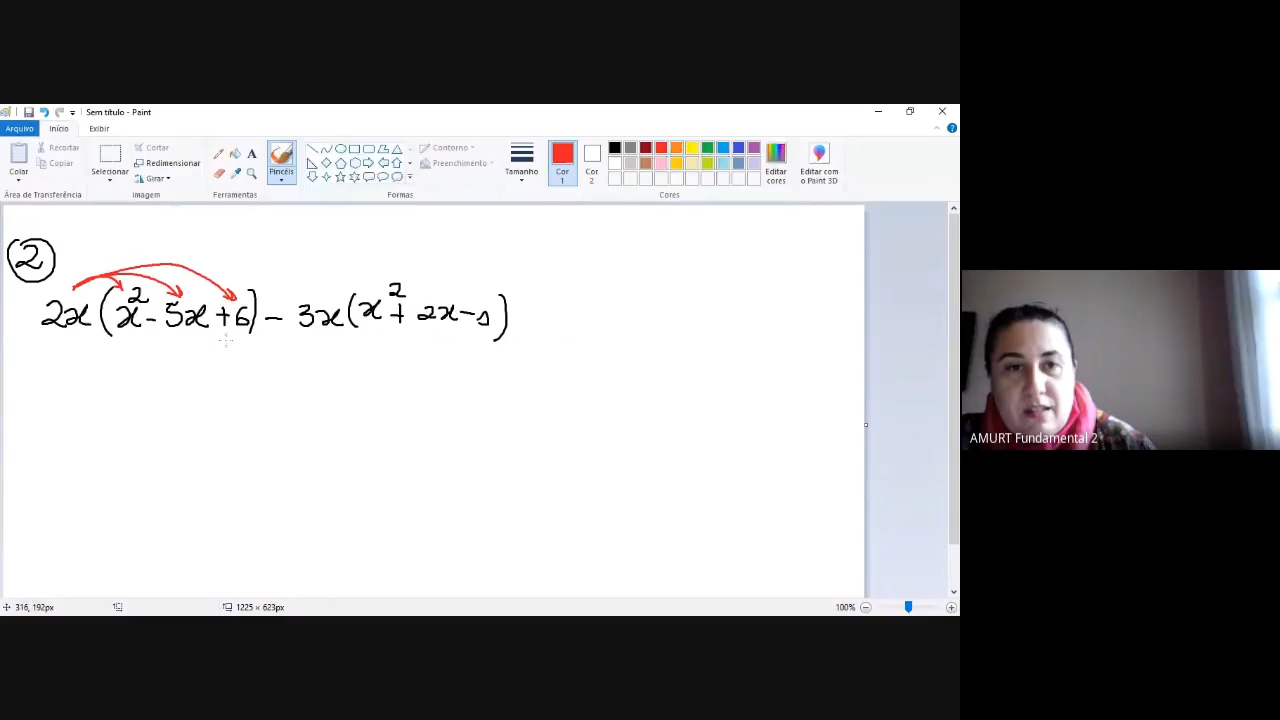 Sem título - Paint
Arquivo Início Exibir
Colar
Recortar
Copiar
Área de Transferência
Selecionar
Cortar
Redimensionar
Girar
Imagem
A
Ferramentas
Pincéis
Contorno
Preenchimento
Formas
Tamanho
Cor 1
Cor 2
Editar cores
Editar com o Paint 3D
Cores
2
2x(x² - 5x + 6) - 3x(x² + 2x - 1)
AMURT Fundamental 2
316, 192px
1225 × 623px
100%